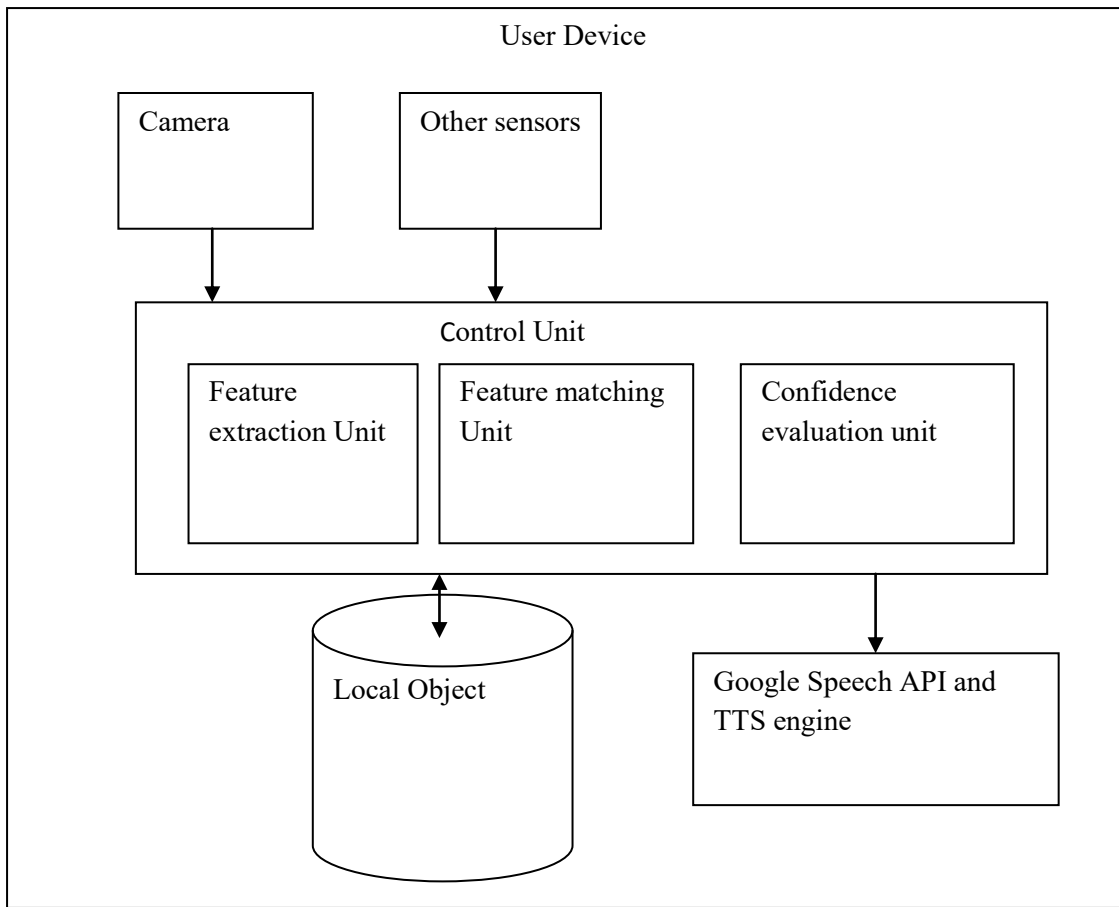 User Device
Camera
Other sensors
Control Unit
Feature
extraction Unit
Feature matching
Unit
Confidence
evaluation unit
Local Object
Google Speech API and
TTS engine